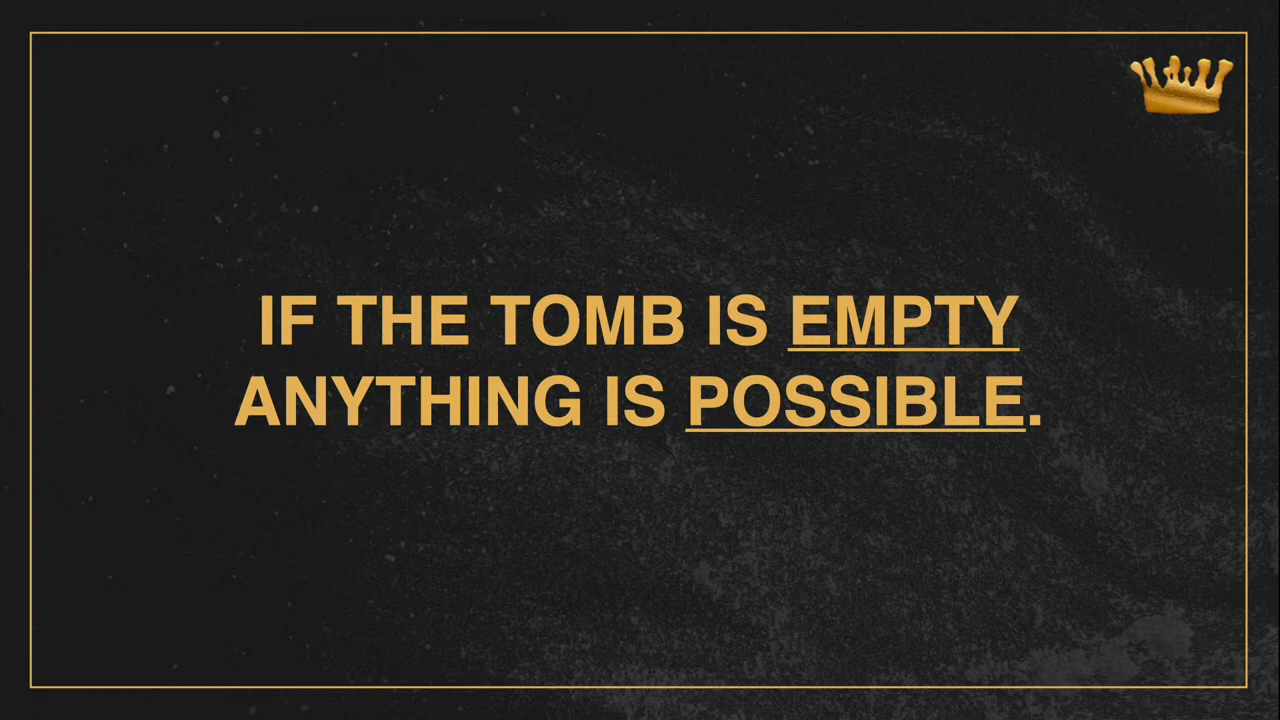 IF THE TOMB IS EMPTY
ANYTHING IS POSSIBLE.